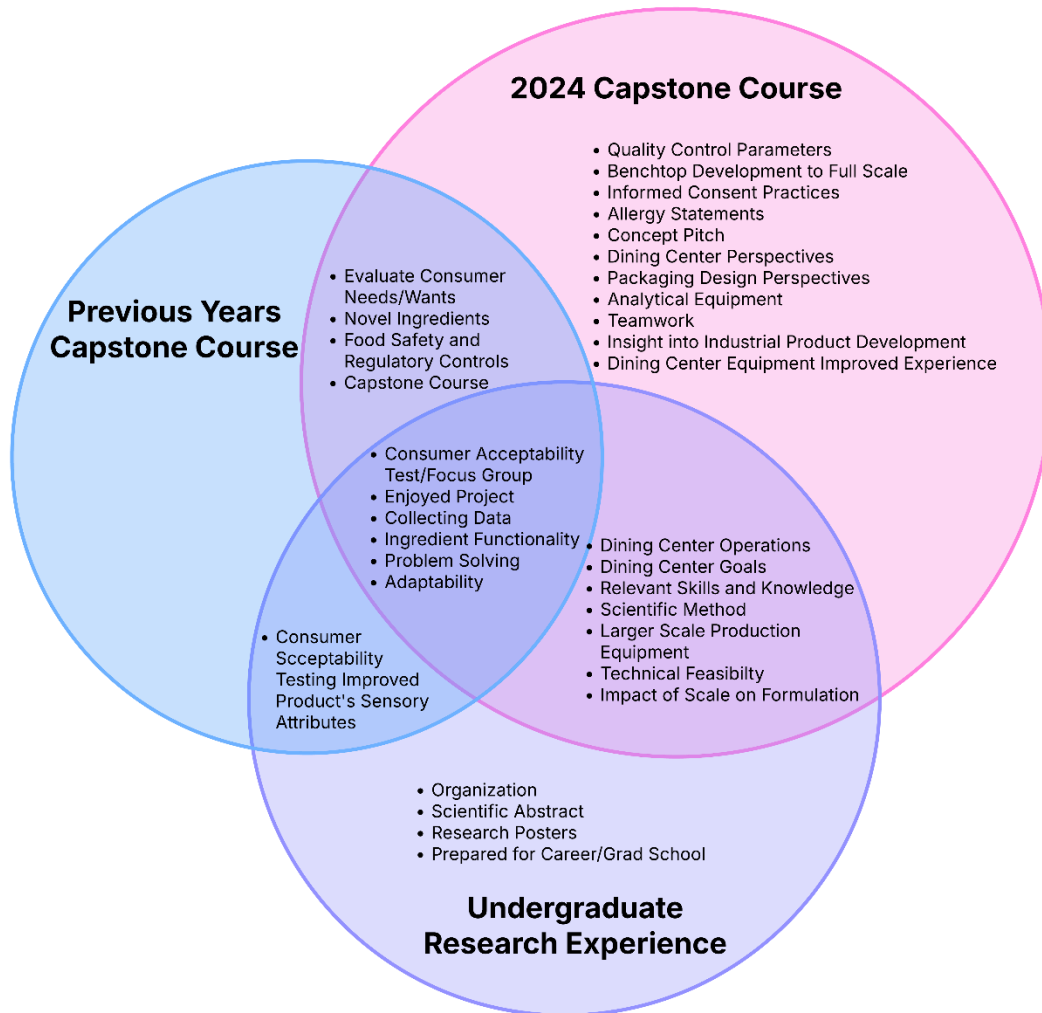 2024 Capstone Course
• Quality Control Parameters
• Benchtop Development to Full Scale
• Informed Consent Practices
• Allergy Statements
• Concept Pitch
• Dining Center Perspectives
• Packaging Design Perspectives
• Analytical Equipment
• Teamwork
• Insight into Industrial Product Development
• Dining Center Equipment Improved Experience
Previous Years
Capstone Course
• Evaluate Consumer
Needs/Wants
• Novel Ingredients
• Food Safety and
Regulatory Controls
• Capstone Course
• Consumer Acceptability
Test/Focus Group
• Enjoyed Project
• Collecting Data
• Ingredient Functionality
• Problem Solving
• Adaptability
• Dining Center Operations
• Dining Center Goals
• Relevant Skills and Knowledge
• Scientific Method
• Larger Scale Production
Equipment
• Technical Feasibilty
• Impact of Scale on Formulation
• Consumer
Scceptability
Testing Improved
Product's Sensory
Attributes
• Organization
• Scientific Abstract
• Research Posters
• Prepared for Career/Grad School
Undergraduate
Research Experience